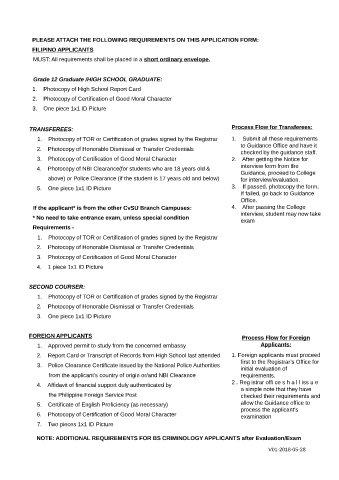 PLEASE ATTACH THE FOLLOWING REQUIREMENTS ON THIS APPLICATION FORM:
FILIPINO APPLICANTS
MUST: All requirements shall be placed in a short ordinary envelope.
Grade 12 Graduate /HIGH SCHOOL GRADUATE:
1. Photocopy of High School Report Card
2. Photocopy of Certification of Good Moral Character
3. One piece 1x1 ID Picture
TRANSFEREES:
1. Photocopy of TOR or Certification of grades signed by the Registrar
2. Photocopy of Honorable Dismissal or Transfer Credentials
3. Photocopy of Certification of Good Moral Character
4. Photocopy of NBI Clearance(for students who are 18 years old &
above) or Police Clearance (if the student is 17 years old and below)
5. One piece 1x1 ID Picture
Process Flow for Transferees:
1. Submit all these requirements
to Guidance Office and have it
checked by the guidance staff.
2. After getting the Notice for
interview form from the
Guidance, proceed to College
for interview/evaluation.
3. If passed, photocopy the form.
If failed, go back to Guidance
Office.
4. After passing the College
interview, student may now take
exam
If the applicant* is from the other CvSU Branch Campuses:
* No need to take entrance exam, unless special condition
Requirements -
1. Photocopy of TOR or Certification of grades signed by the Registrar
2. Photocopy of Honorable Dismissal or Transfer Credentials
3. Photocopy of Certification of Good Moral Character
4. 1 piece 1x1 ID Picture
SECOND COURSER:
1. Photocopy of TOR or Certification of grades signed by the Registrar
2. Photocopy of Honorable Dismissal or Transfer Credentials
3. One piece 1x1 ID Picture
FOREIGN APPLICANTS
1. Approved permit to study from the concerned embassy
2. Report Card or Transcript of Records from High School last attended
3. Police Clearance Certificate issued by the National Police Authorities
from the applicant's country of origin or/and NBI Clearance
4. Affidavit of financial support duly authenticated by
the Philippine Foreign Service Post
5. Certificate of English Proficiency (as necessary)
6. Photocopy of Certification of Good Moral Character
7. Two pieces 1x1 ID Picture
Process Flow for Foreign
Applicants:
1. Foreign applicants must proceed
first to the Registrar's Office for
initial evaluation of
requirements.
2. . Reg istrar offi ce s h a l l iss u e
a simple note that they have
checked their requirements and
allow the Guidance office to
process the applicant's
examination
NOTE: ADDITIONAL REQUIREMENTS FOR BS CRIMINOLOGY APPLICANTS after Evaluation/Exam
V01-2018-05-28